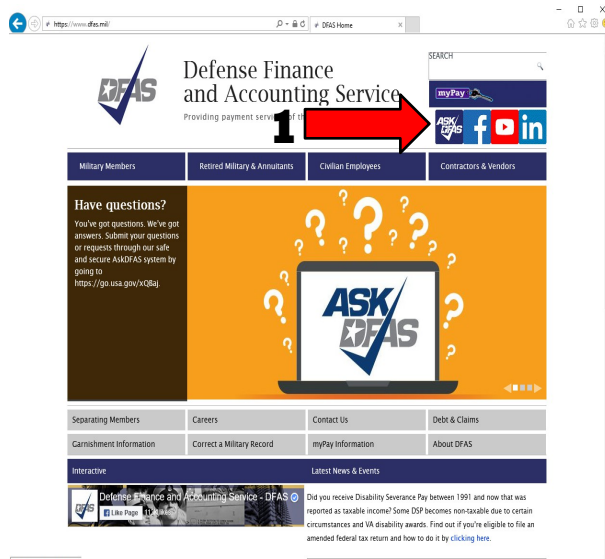 https://www.dfas.mil/
DFAS Home
SEARCH
DFAS
Defense Finance
and Accounting Service
Providing payment services of th
myPay
1
ASK
DFAS
f
in
Military Members
Retired Military & Annuitants
Civilian Employees
Contractors & Vendors
Have questions?
You've got questions. We've got
answers. Submit your questions
or requests through our safe
and secure AskDFAS system by
going to
https://go.usa.gov/xQBaj.
ASK
DFAS
Separating Members
Careers
Contact Us
Debt & Claims
Garnishment Information
Correct a Military Record
myPay Information
About DFAS
Interactive
Latest News & Events
DFAS
Defense Finance and Accounting Service - DFAS
Like Page
Did you receive Disability Severance Pay between 1991 and now that was
reported as taxable income? Some DSP becomes non-taxable due to certain
circumstances and VA disability awards. Find out if you're eligible to file an
amended federal tax return and how to do it by clicking here.